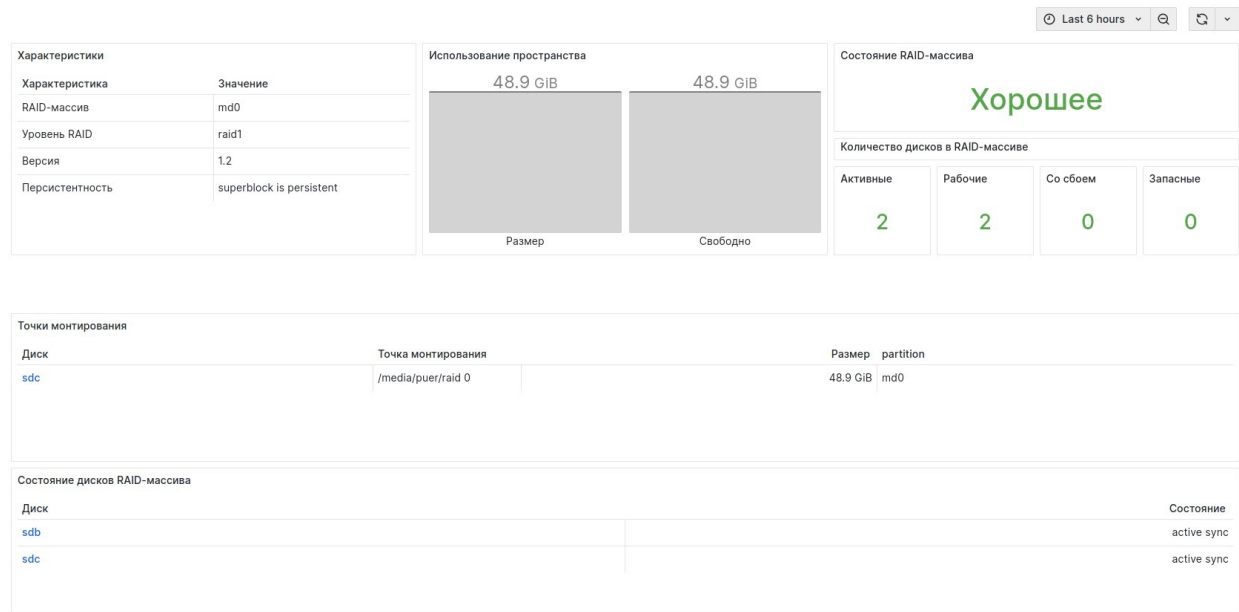 Last 6 hours
Характеристики
Характеристика Значение
RAID-массив md0
Уровень RAID raid1
Версия 1.2
Персистентность superblock is persistent
Использование пространства
48.9 GiB 48.9 GiB
Размер Свободно
Состояние RAID-массива
Хорошее
Количество дисков в RAID-массиве
Активные Рабочие Со сбоем Запасные
2 2 0 0
Точки монтирования
Диск Точка монтирования Размер partition
sdc /media/puer/raid 0 48.9 GiB md0
Состояние дисков RAID-массива
Диск Состояние
sdb active sync
sdc active sync